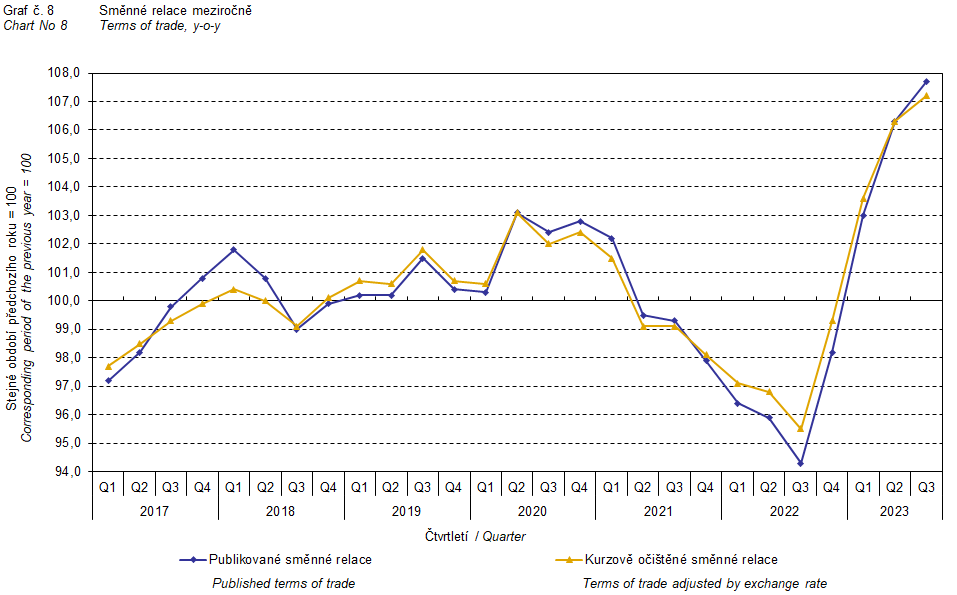 Graf č. 8 Směnné relace meziročně
Chart No 8 Terms of trade, y-o-y
Stejné období předchozího roku = 100
Corresponding period of the previous year = 100
108,0
107,0
106,0
105,0
104,0
103,0
102,0
101,0
100,0
99,0
98,0
97,0
96,0
95,0
94,0
Q1 Q2 Q3 Q4 Q1 Q2 Q3 Q4 Q1 Q2 Q3 Q4 Q1 Q2 Q3 Q4 Q1 Q2 Q3 Q4 Q1 Q2 Q3 Q4 Q1 Q2 Q3
2017 2018 2019 2020 2021 2022 2023
Čtvrtletí / Quarter
Publikované směnné relace Kurzově očištěné směnné relace
Published terms of trade Terms of trade adjusted by exchange rate